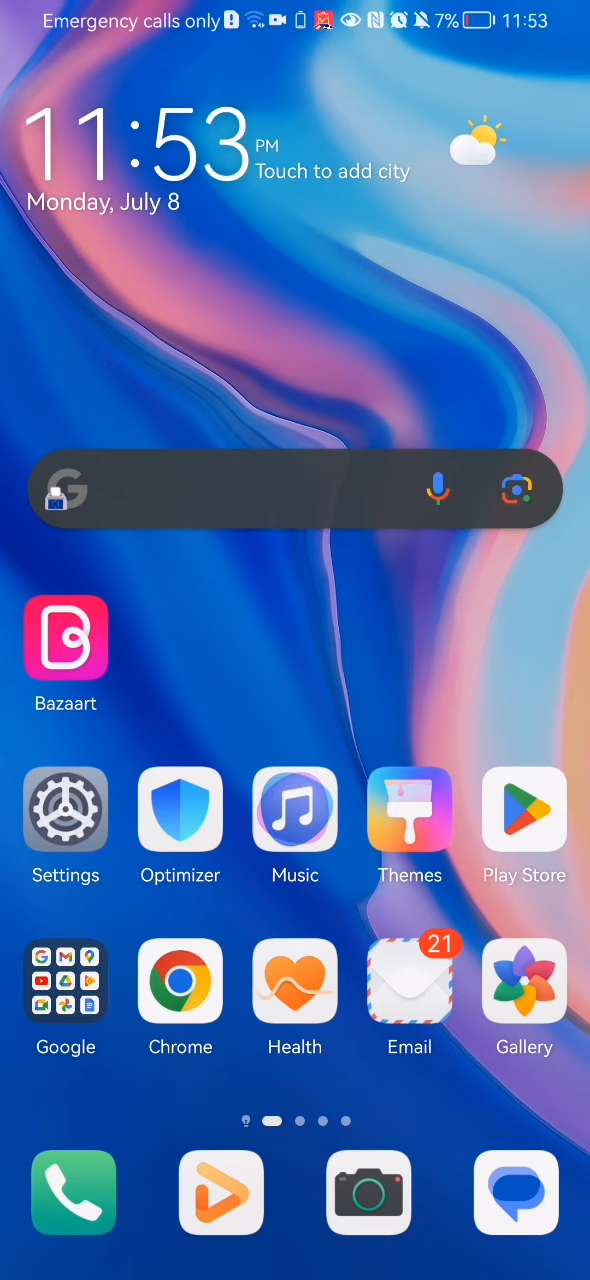 Emergency calls only 7% 11:53
11:53 PM
Touch to add city
Monday, July 8
Bazaart
Settings Optimizer Music Themes Play Store
21
Google Chrome Health Email Gallery